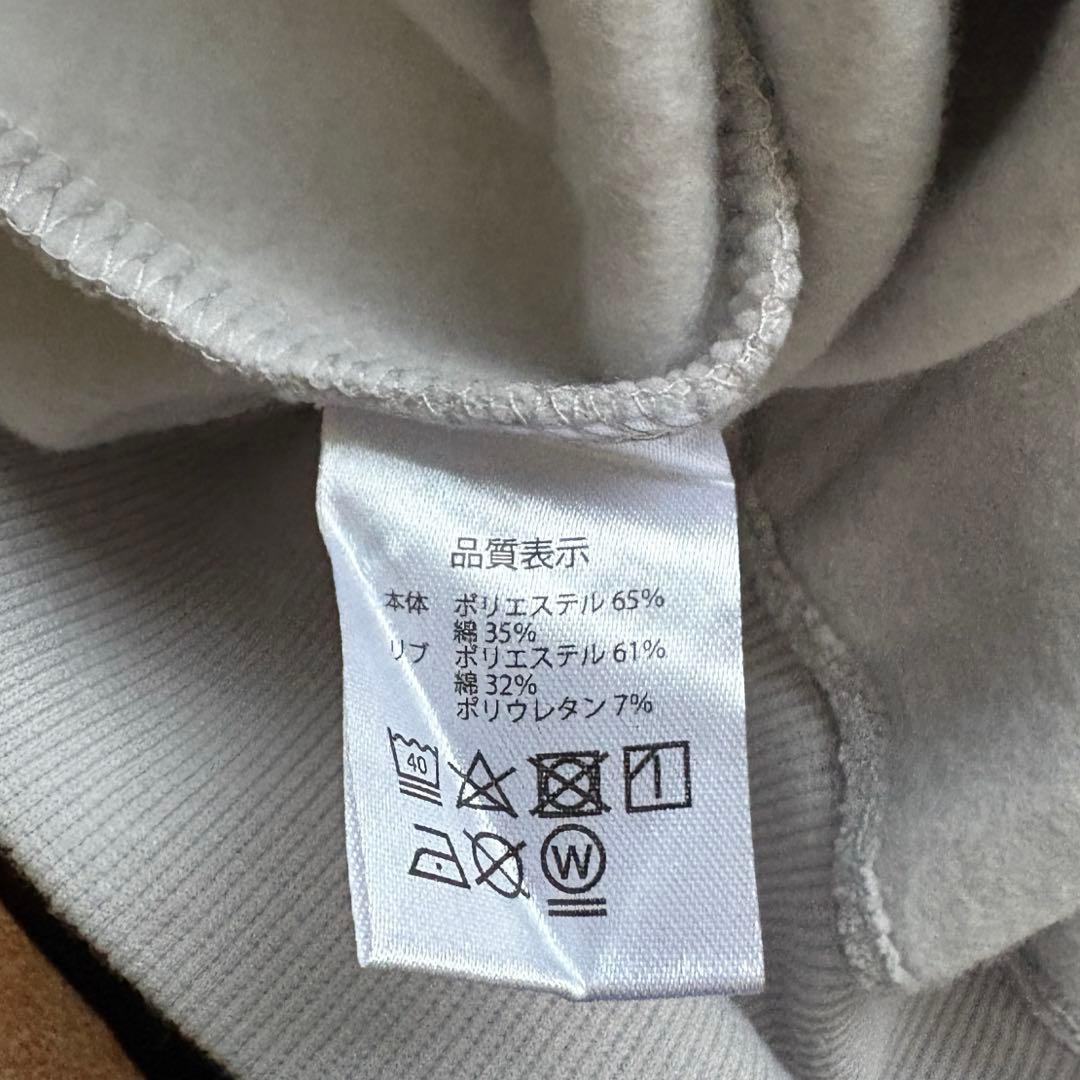 品質表示
本体 ポリエステル 65%
綿 35%
リブ ポリエステル 61%
綿 32%
ポリウレタン 7%
40
W